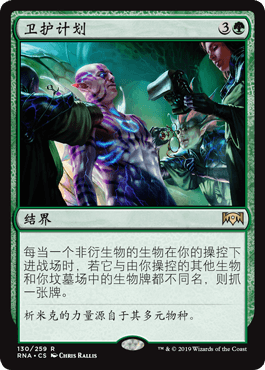 卫护计划 3
结界
每当一个非衍生物的生物在你的操控下
进战场时，若它与由你操控的其他生物
和你坟墓场中的生物牌都不同名，则抓
一张牌。
析米克的力量源自于其多元物种。
130/259 R
RNA • CS Chris Rallis
™ & © 2019 Wizards of the Coast